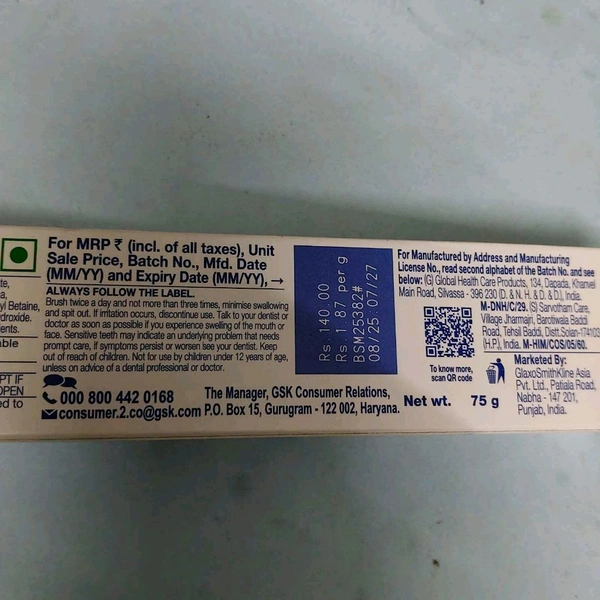 te,
a,
yl Betaine,
droxide.
ents.
able
PT IF
OPEN
ed to
For MRP ₹ (incl. of all taxes), Unit
Sale Price, Batch No., Mfd. Date
(MM/YY) and Expiry Date (MM/YY), →
ALWAYS FOLLOW THE LABEL.
Brush twice a day and not more than three times, minimise swallowing
and spit out. If irritation occurs, discontinue use. Talk to your dentist or
doctor as soon as possible if you experience swelling of the mouth or
face. Sensitive teeth may indicate an underlying problem that needs
prompt care, if symptoms persist or worsen see your dentist. Keep
out of reach of children. Not for use by children under 12 years of age,
unless on advice of a dental professional or doctor.
000 800 442 0168
consumer.2.co@gsk.com
The Manager, GSK Consumer Relations,
P.O. Box 15, Gurugram - 122 002, Haryana.
Rs 140.00
Rs 1.87 per g
BSM25382#
08/25 07/27
For Manufactured by Address and Manufacturing
License No., read second alphabet of the Batch No. and see
below: (G) Global Health Care Products, 134, Dapada, Khanvel
Main Road, Silvassa - 396 230 (D. & N. H. & D. D.), India.
M-DNH/C/29. (S) Sarvotham Care,
Village Jharmajri, Barotiwala Baddi
Road, Tehsil Baddi, Distt.Solan-174103
(H.P.), India. M-HIM/COS/05/60.
To know more,
scan QR code
Marketed By:
GlaxoSmithKline Asia
Pvt. Ltd., Patiala Road,
Nabha - 147 201,
Punjab, India.
Net wt. 75 g